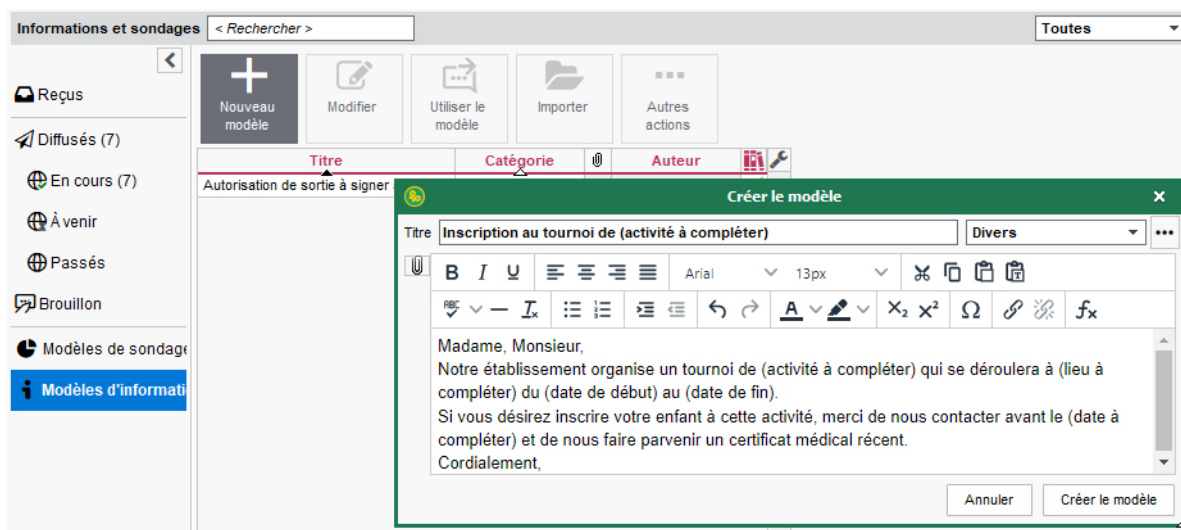 Informations et sondages
< Rechercher >
Toutes
Reçus
Diffusés (7)
En cours (7)
À venir
Passés
Brouillon
Modèles de sondage
Modèles d'informati
Nouveau
modèle
Modifier
Utiliser le
modèle
Importer
Autres
actions
Titre
Catégorie
Auteur
Autorisation de sortie à signer
Créer le modèle
Titre
Inscription au tournoi de (activité à compléter)
Divers
B I U
Arial
13px
Madame, Monsieur,
Notre établissement organise un tournoi de (activité à compléter) qui se déroulera à (lieu à
compléter) du (date de début) au (date de fin).
Si vous désirez inscrire votre enfant à cette activité, merci de nous contacter avant le (date à
compléter) et de nous faire parvenir un certificat médical récent.
Cordialement,
Annuler
Créer le modèle